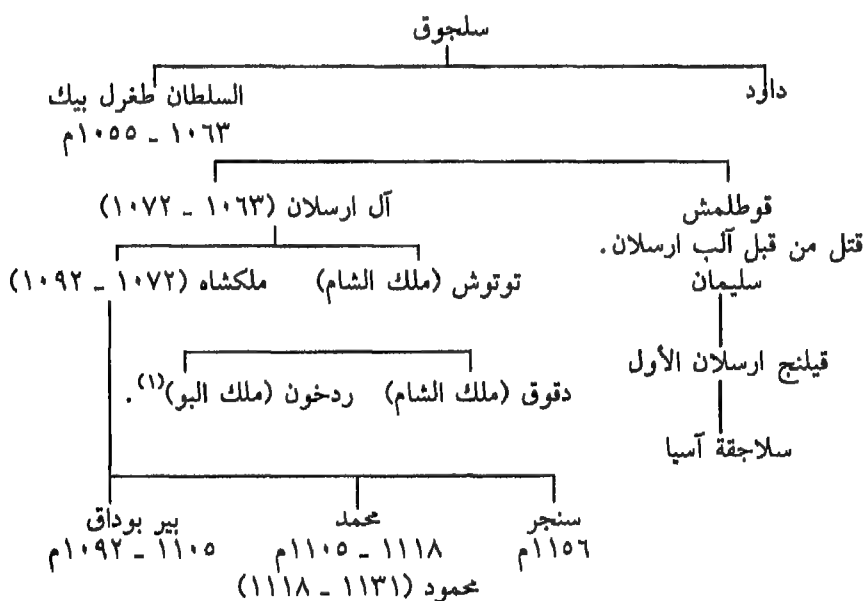 سلجوق
داود
السلطان طغرل بيك
١٠٥٥ - ١٠٦٣م
قوطلمش
آل ارسلان (١٠٦٣ - ١٠٧٢)
قتل من قبل آلب ارسلان.
سليمان
توتوش (ملك الشام)
ملكشاه (١٠٧٢ - ١٠٩٢)
قيلنج ارسلان الأول
دقوق (ملك الشام)
ردخون (ملك البو)(١).
سلاجقة آسيا
سنجر
محمد
بير بوداق
١١٥٦م
١١٠٥ - ١١١٨م
١٠٩٢ - ١١٠٥م
محمود (١١١٨ - ١١٣١)